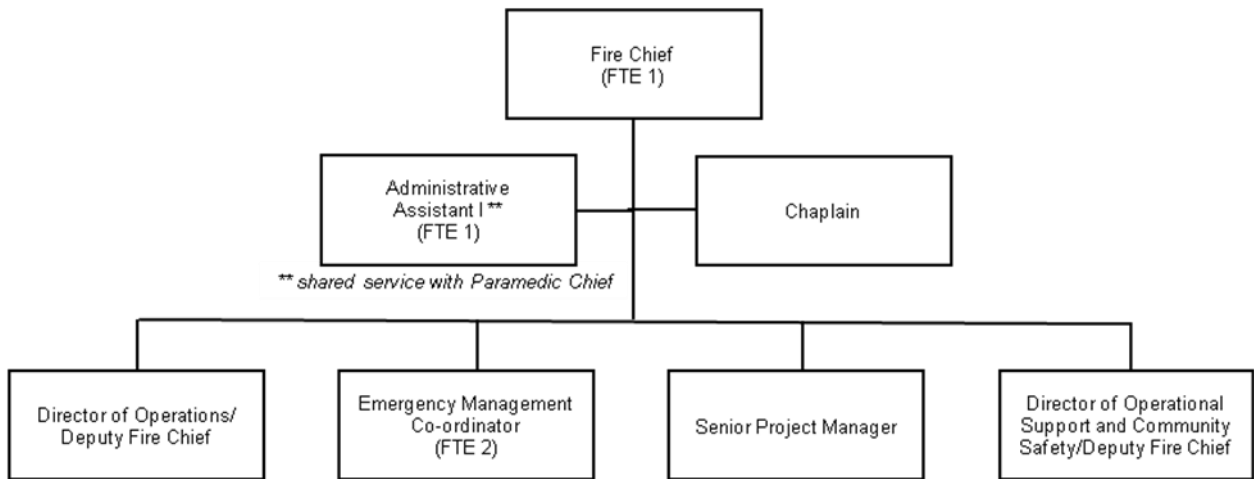 Fire Chief
(FTE 1)
Administrative
Assistant I **
(FTE 1)
Chaplain
** shared service with Paramedic Chief
Director of Operations/
Deputy Fire Chief
Emergency Management
Co-ordinator
(FTE 2)
Senior Project Manager
Director of Operational
Support and Community
Safety/Deputy Fire Chief